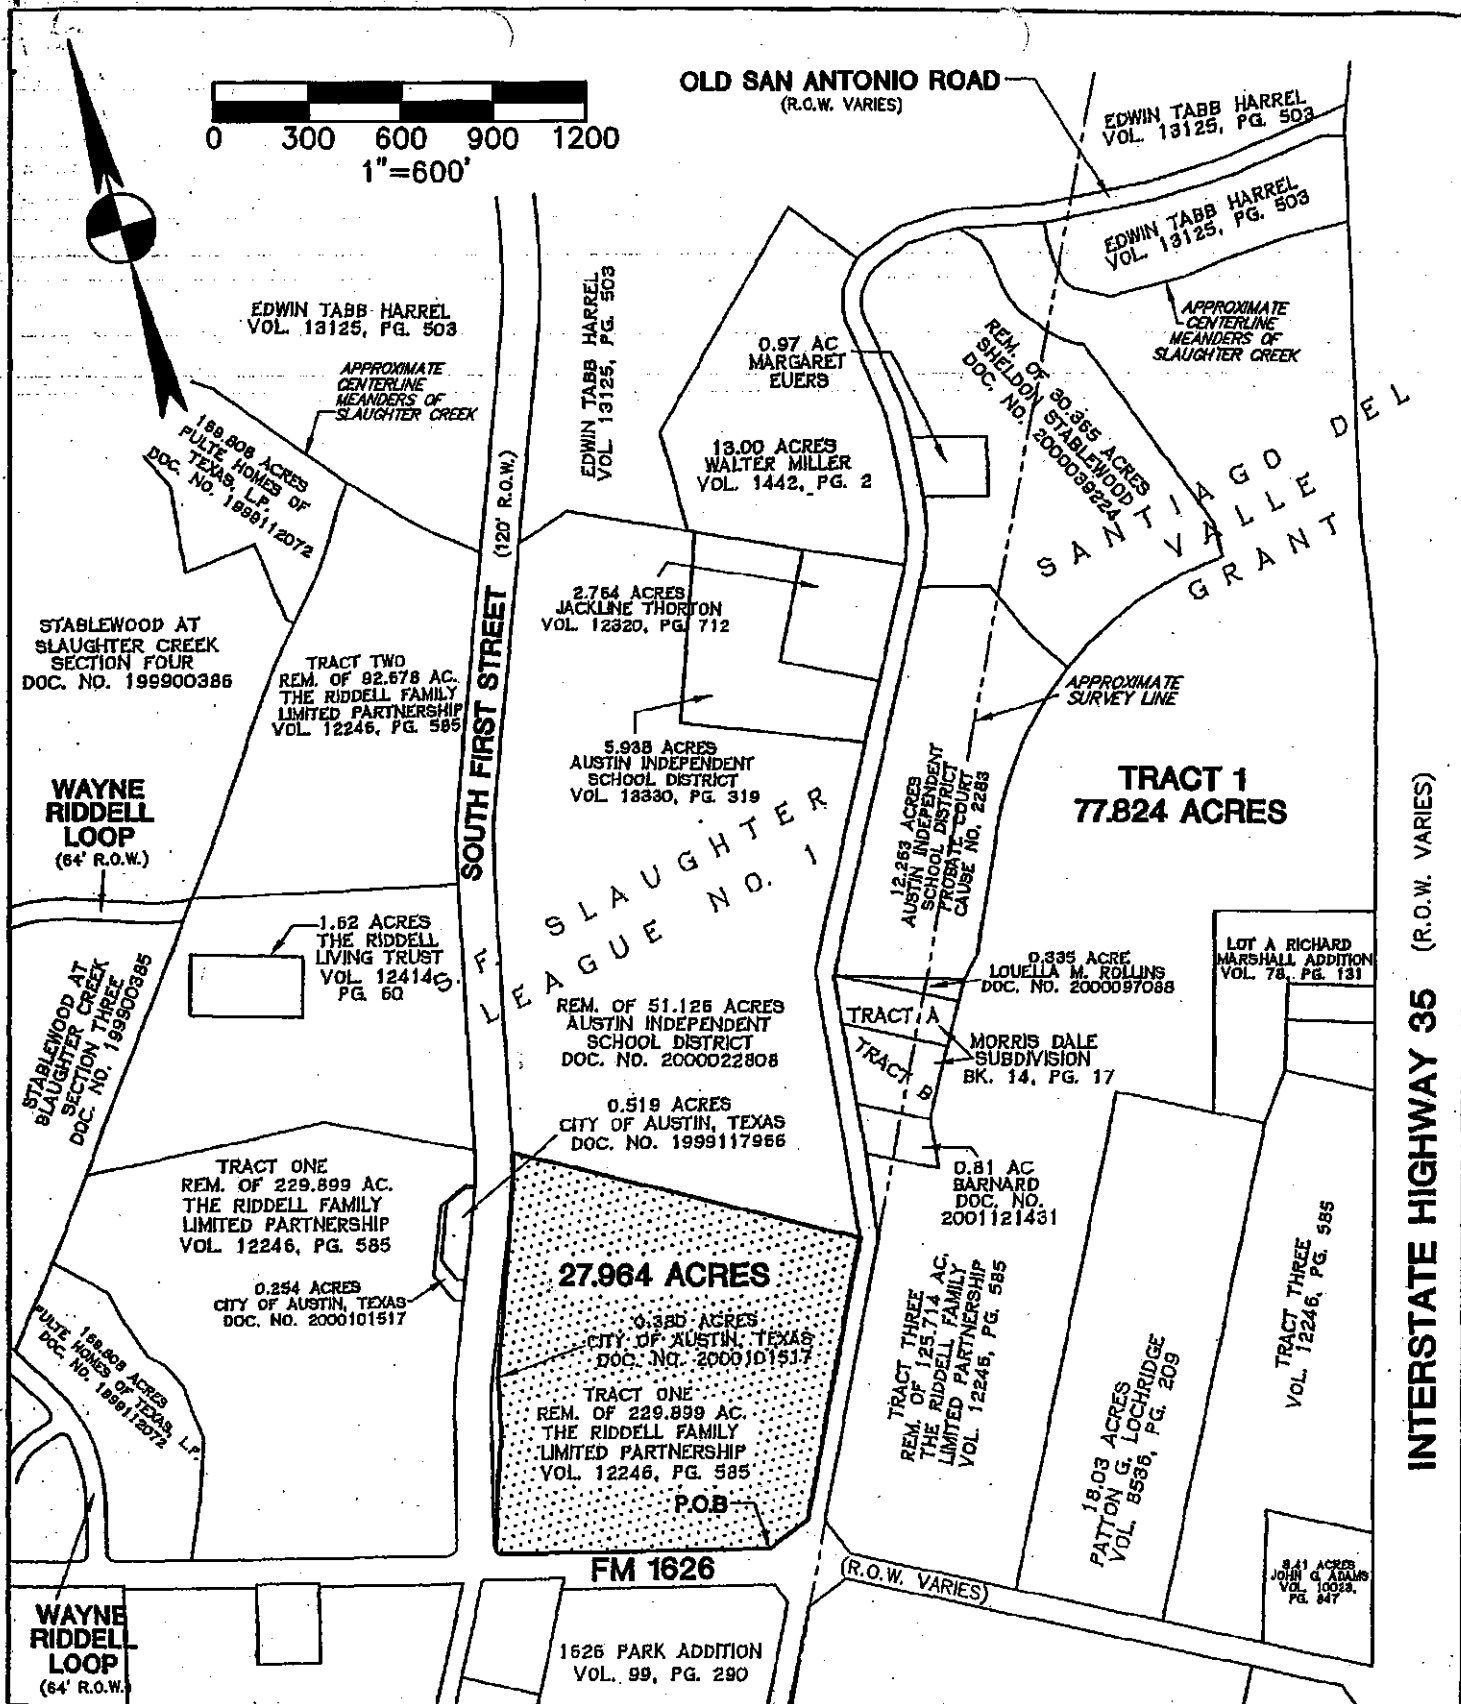 OLD SAN ANTONIO ROAD
(R.O.W. VARIES)
0 300 600 900 1200
1"=600'
EDWIN TABB HARREL
VOL. 13125, PG. 503
EDWIN TABB HARREL
VOL. 13125, PG. 503
EDWIN TABB HARREL
VOL. 13125, PG. 503
EDWIN TABB HARREL
VOL. 13125, PG. 503
APPROXIMATE
CENTERLINE
MEANDERS OF
SLAUGHTER CREEK
APPROXIMATE
CENTERLINE
MEANDERS OF
SLAUGHTER CREEK
0.97 AC
MARGARET
EUERS
REM. OF 30.365 ACRES
SHELDON STABLEWOOD
DOC. NO. 2000039224
169.808 ACRES
PULTE HOMES OF
TEXAS, L.P.
DOC. NO. 1999112072
13.00 ACRES
WALTER MILLER
VOL. 1442, PG. 2
SANTIAGO DEL
VALLE
GRANT
(120' R.O.W.)
SOUTH FIRST STREET
2.764 ACRES
JACKLINE THORTON
VOL. 12320, PG. 712
STABLEWOOD AT
SLAUGHTER CREEK
SECTION FOUR
DOC. NO. 199900386
TRACT TWO
REM. OF 92.678 AC.
THE RIDDELL FAMILY
LIMITED PARTNERSHIP
VOL. 12246, PG. 585
APPROXIMATE
SURVEY LINE
5.938 ACRES
AUSTIN INDEPENDENT
SCHOOL DISTRICT
VOL. 13330, PG. 319
TRACT 1
77.824 ACRES
WAYNE
RIDDELL
LOOP
(64' R.O.W.)
12.263 ACRES
AUSTIN INDEPENDENT
SCHOOL DISTRICT
PROBATE COURT
CAUSE NO. 2283
S. F. SLAUGHTER
LEAGUE NO. 1
1.62 ACRES
THE RIDDELL
LIVING TRUST
VOL. 12414
PG. 60
LOT A RICHARD
MARSHALL ADDITION
VOL. 78, PG. 131
INTERSTATE HIGHWAY 35 (R.O.W. VARIES)
0.335 ACRE
LOUELLA M. ROLLINS
DOC. NO. 2000097088
STABLEWOOD AT
SLAUGHTER CREEK
SECTION THREE
DOC. NO. 199900385
REM. OF 51.126 ACRES
AUSTIN INDEPENDENT
SCHOOL DISTRICT
DOC. NO. 2000022808
TRACT A
TRACT B
MORRIS DALE
SUBDIVISION
BK. 14, PG. 17
0.519 ACRES
CITY OF AUSTIN, TEXAS
DOC. NO. 1999117966
0.81 AC
BARNARD
DOC. NO.
2001121431
TRACT ONE
REM. OF 229.899 AC.
THE RIDDELL FAMILY
LIMITED PARTNERSHIP
VOL. 12246, PG. 585
0.254 ACRES
CITY OF AUSTIN, TEXAS
DOC. NO. 2000101517
27.964 ACRES
0.380 ACRES
CITY OF AUSTIN, TEXAS
DOC. NO. 2000101517
TRACT ONE
REM. OF 229.899 AC.
THE RIDDELL FAMILY
LIMITED PARTNERSHIP
VOL. 12246, PG. 585
P.O.B
TRACT THREE
REM. OF 125.714 AC.
THE RIDDELL FAMILY
LIMITED PARTNERSHIP
VOL. 12246, PG. 585
TRACT THREE
VOL. 12246, PG. 585
18.03 ACRES
PATTON G. LOCHRIDGE
VOL. 8536, PG. 209
PULTE HOMES OF TEXAS, L.P.
169.808 ACRES
DOC. NO. 1999112072
FM 1626
(R.O.W. VARIES)
8.41 ACRES
JOHN G ADAMS
VOL. 10023,
PG. 847
WAYNE
RIDDELL
LOOP
(64' R.O.W.)
1626 PARK ADDITION
VOL. 99, PG. 290